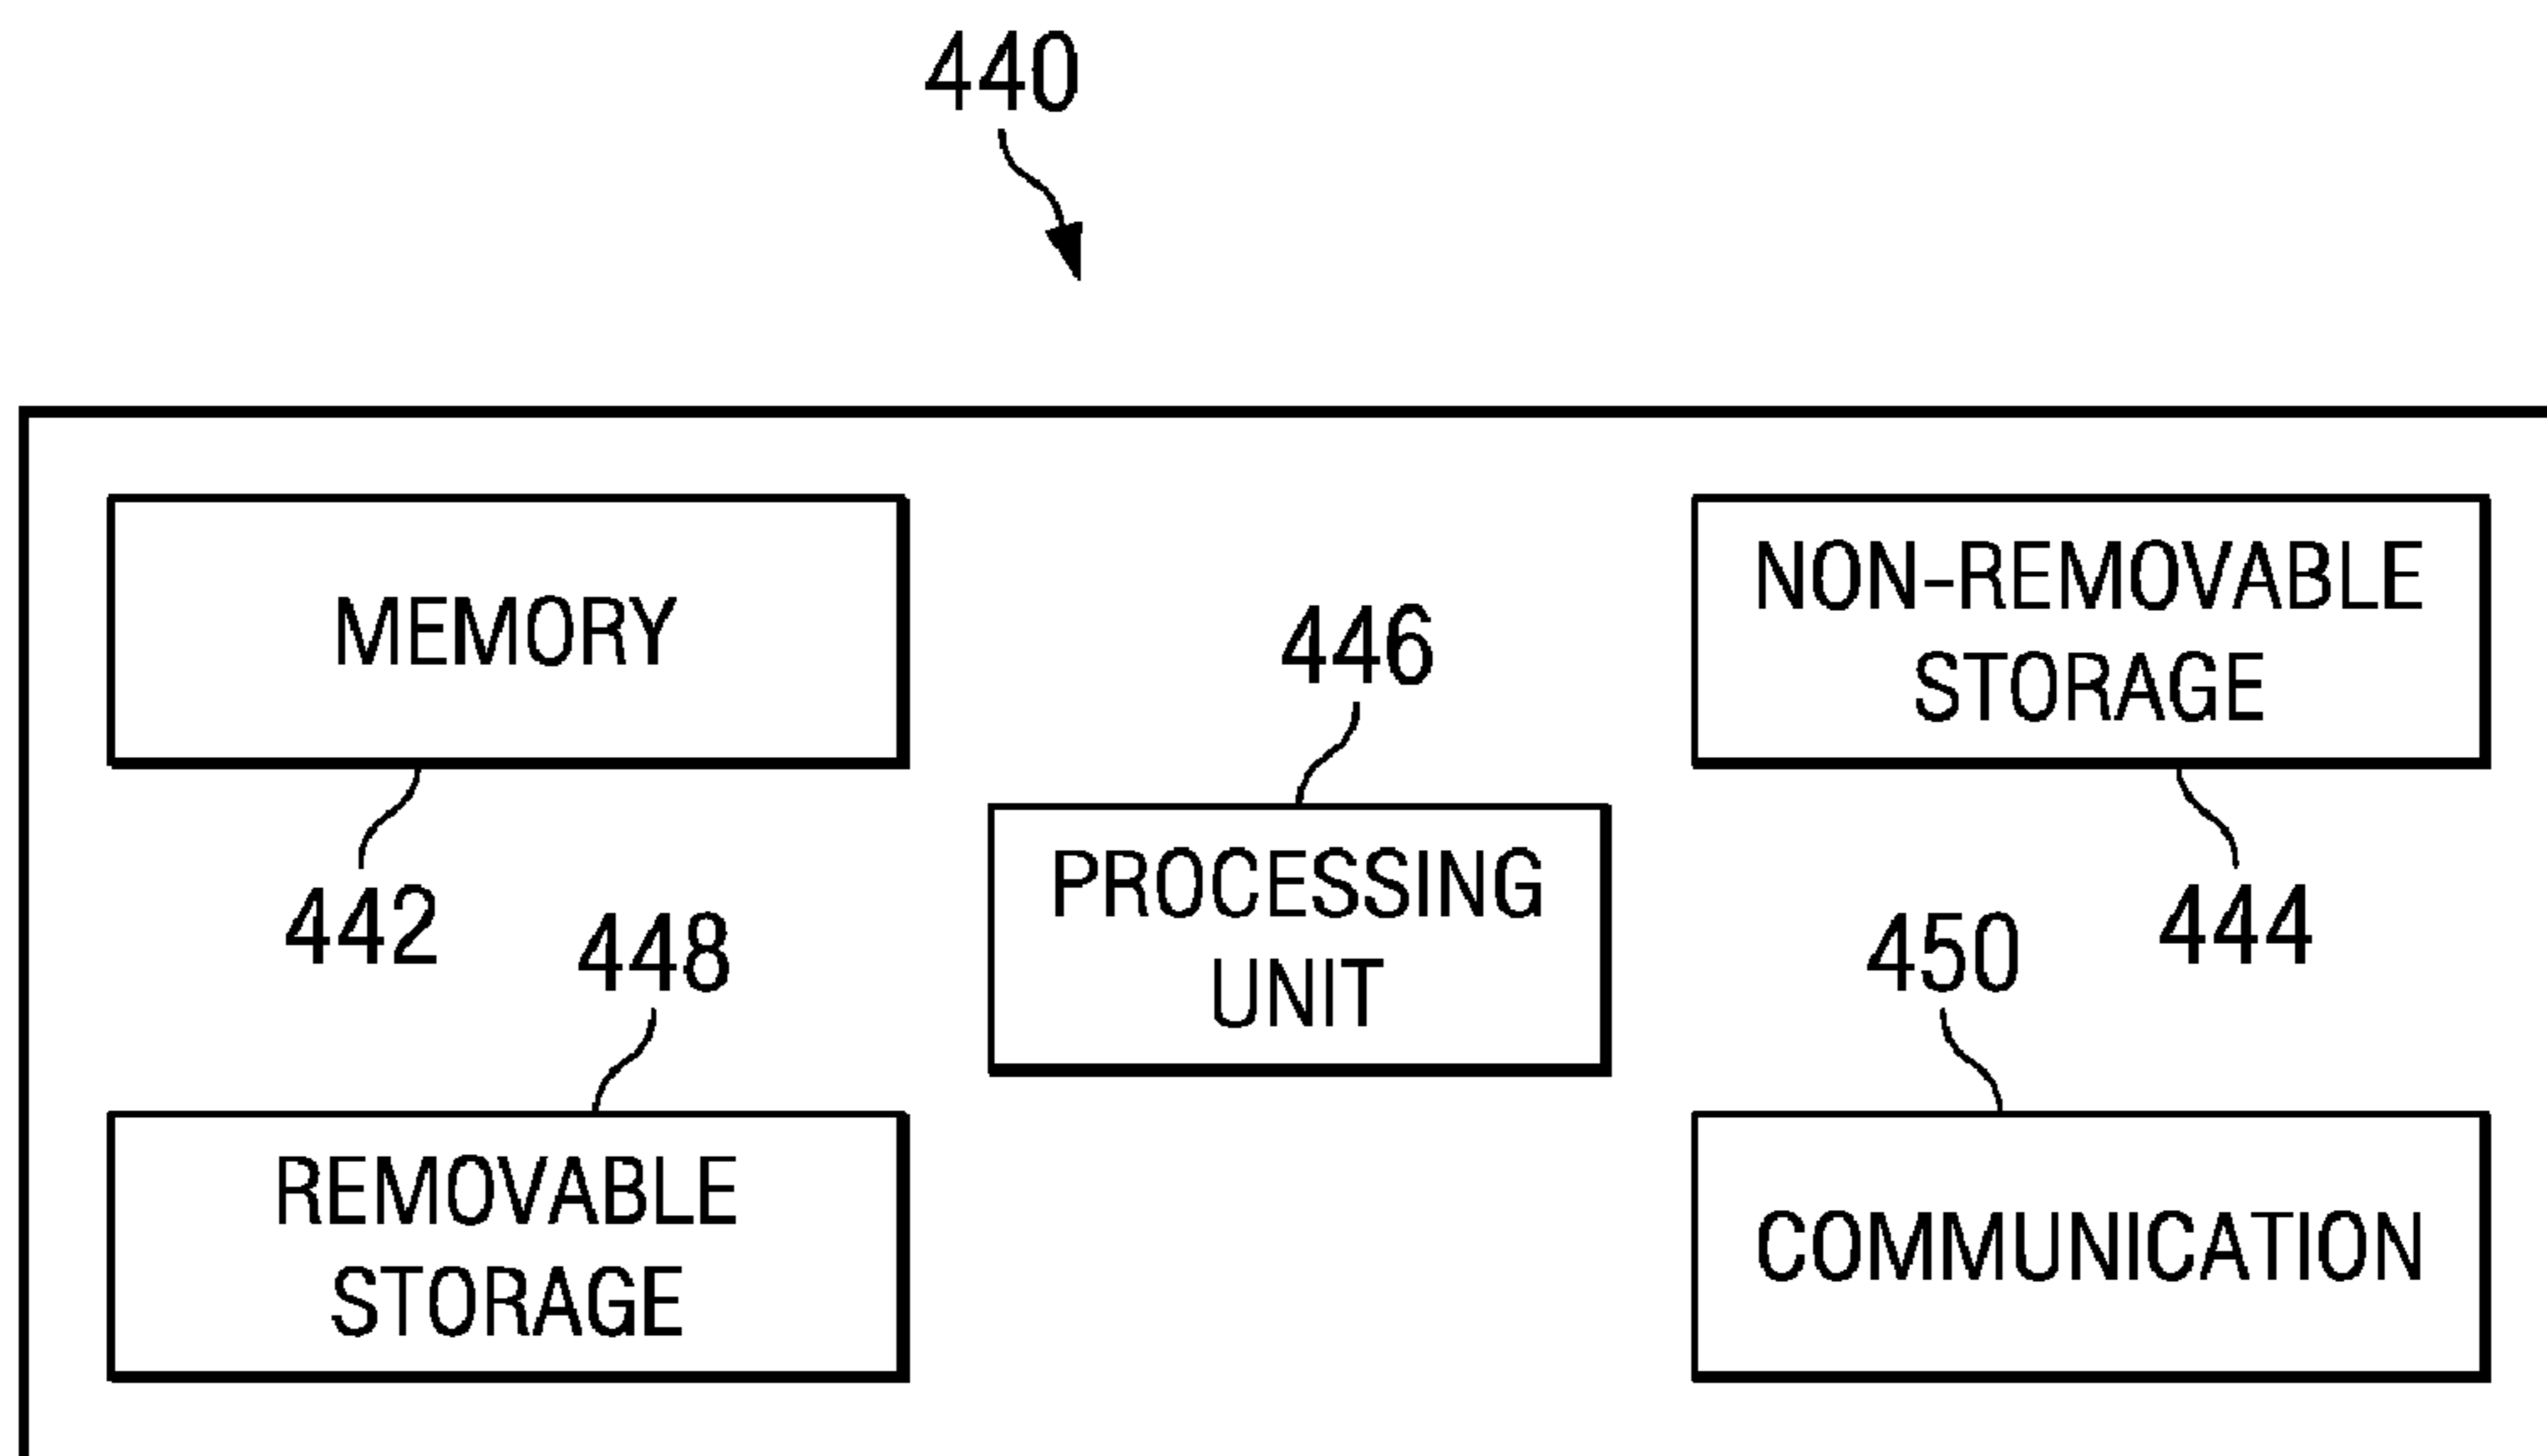 440
MEMORY
442
NON-REMOVABLE
STORAGE
444
446
PROCESSING
UNIT
448
REMOVABLE
STORAGE
450
COMMUNICATION